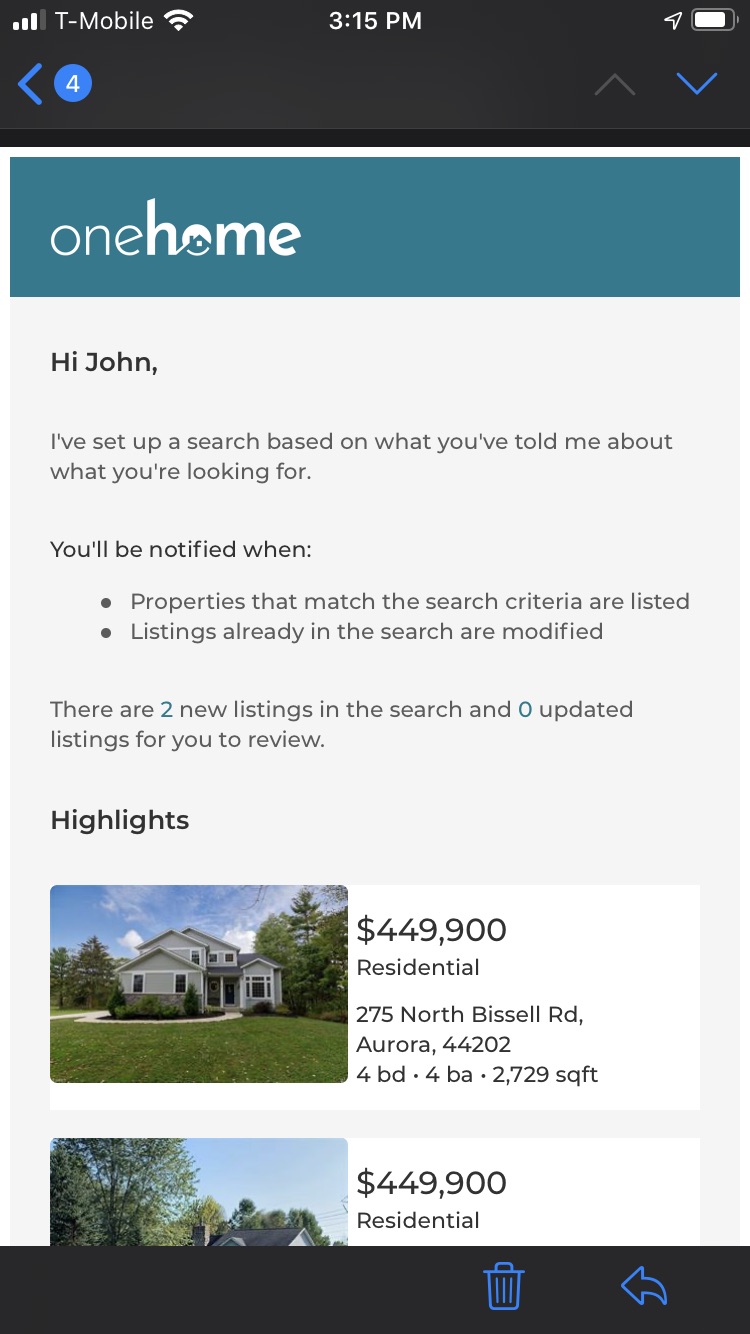 T-Mobile 3:15 PM
4
onehome
Hi John,
I've set up a search based on what you've told me about
what you're looking for.
You'll be notified when:
• Properties that match the search criteria are listed
• Listings already in the search are modified
There are 2 new listings in the search and 0 updated
listings for you to review.
Highlights
$449,900
Residential
275 North Bissell Rd,
Aurora, 44202
4 bd • 4 ba • 2,729 sqft
$449,900
Residential